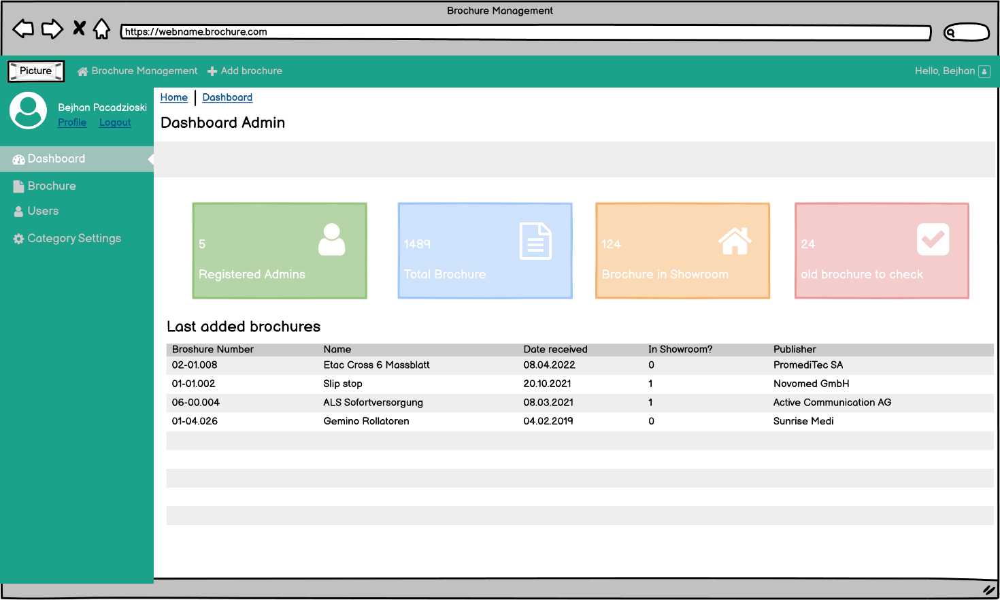 Brochure Management
https://webname.brochure.com
Picture Brochure Management Add brochure Hello, Bejhan
Bejhan Pacadzioski
Profile Logout
Home Dashboard
Dashboard Admin
Dashboard
Brochure
Users
Category Settings
5
Registered Admins
1489
Total Brochure
124
Brochure in Showroom
24
old brochure to check
Last added brochures
Broshure Number Name Date received In Showroom? Publisher
02-01.008 Etac Cross 6 Massblatt 08.04.2022 0 PromediTec SA
01-01.002 Slip stop 20.10.2021 1 Novomed GmbH
06-00.004 ALS Sofortversorgung 08.03.2021 1 Active Communication AG
01-04.026 Gemino Rollatoren 04.02.2019 0 Sunrise Medi